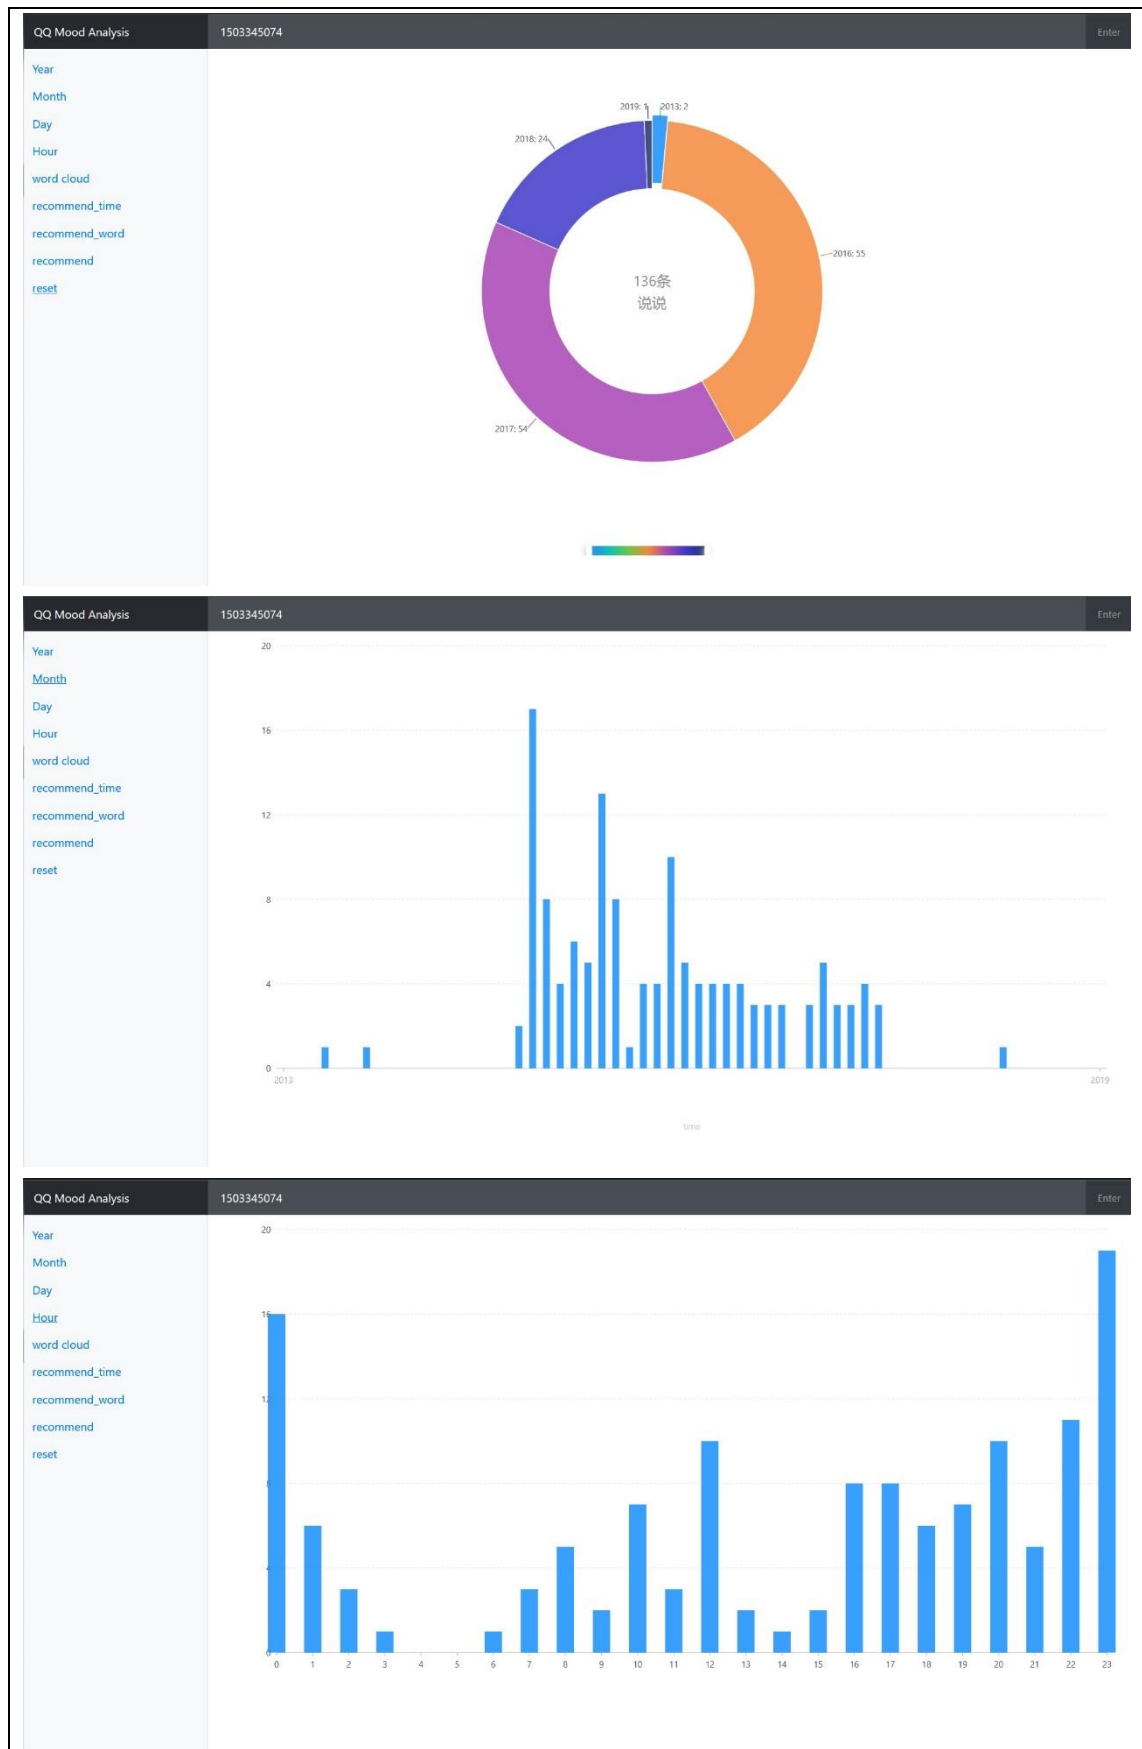 QQ Mood Analysis
1503345074
Enter
Year
Month
Day
Hour
word cloud
recommend_time
recommend_word
recommend
reset
2019: 1
2013: 2
2018: 24
2016: 55
136条
说说
2017: 54
QQ Mood Analysis
1503345074
Enter
Year
Month
Day
Hour
word cloud
recommend_time
recommend_word
recommend
reset
20
16
12
8
4
0
2013
2019
time
QQ Mood Analysis
1503345074
Enter
Year
Month
Day
Hour
word cloud
recommend_time
recommend_word
recommend
reset
20
16
12
8
4
0
0 1 2 3 4 5 6 7 8 9 10 11 12 13 14 15 16 17 18 19 20 21 22 23